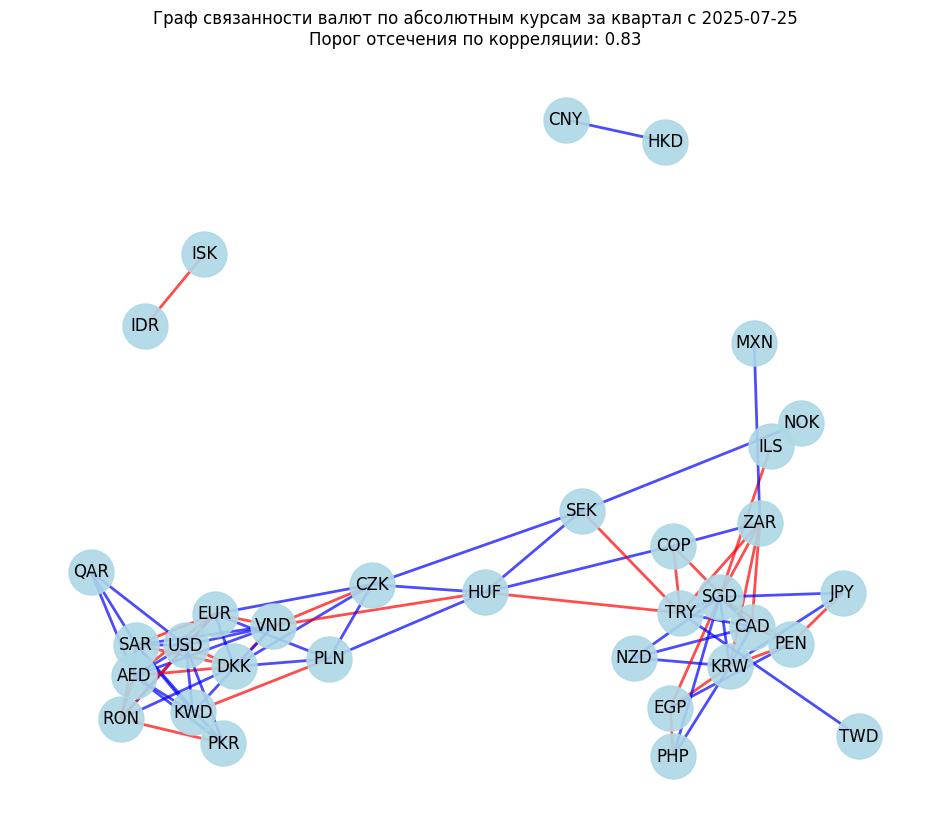 Граф связанности валют по абсолютным курсам за квартал с 2025-07-25
Порог отсечения по корреляции: 0.83
CNY
HKD
ISK
IDR
MXN
NOK
ILS
SEK
ZAR
COP
QAR
CZK
HUF
JPY
SGD
EUR
TRY
VND
CAD
SAR
USD
PEN
DKK
PLN
NZD
KRW
AED
EGP
KWD
RON
TWD
PKR
PHP